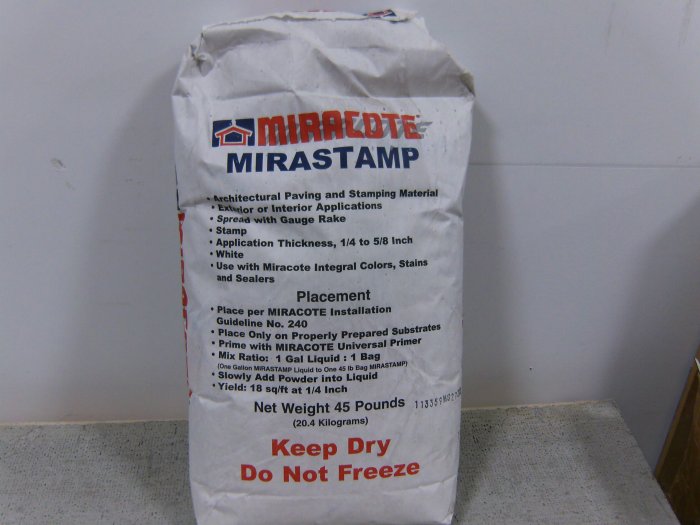 MIRACOTE®
MIRASTAMP
• Architectural Paving and Stamping Material
• Exterior or Interior Applications
• Spread with Gauge Rake
• Stamp
• Application Thickness, 1/4 to 5/8 Inch
• White
• Use with Miracote Integral Colors, Stains
and Sealers
Placement
• Place per MIRACOTE Installation
Guideline No. 240
• Place Only on Properly Prepared Substrates
• Prime with MIRACOTE Universal Primer
• Mix Ratio: 1 Gal Liquid : 1 Bag
(One Gallon MIRASTAMP Liquid to One 45 lb Bag MIRASTAMP)
• Slowly Add Powder into Liquid
• Yield: 18 sq/ft at 1/4 Inch
Net Weight 45 Pounds
(20.4 Kilograms)
Keep Dry
Do Not Freeze